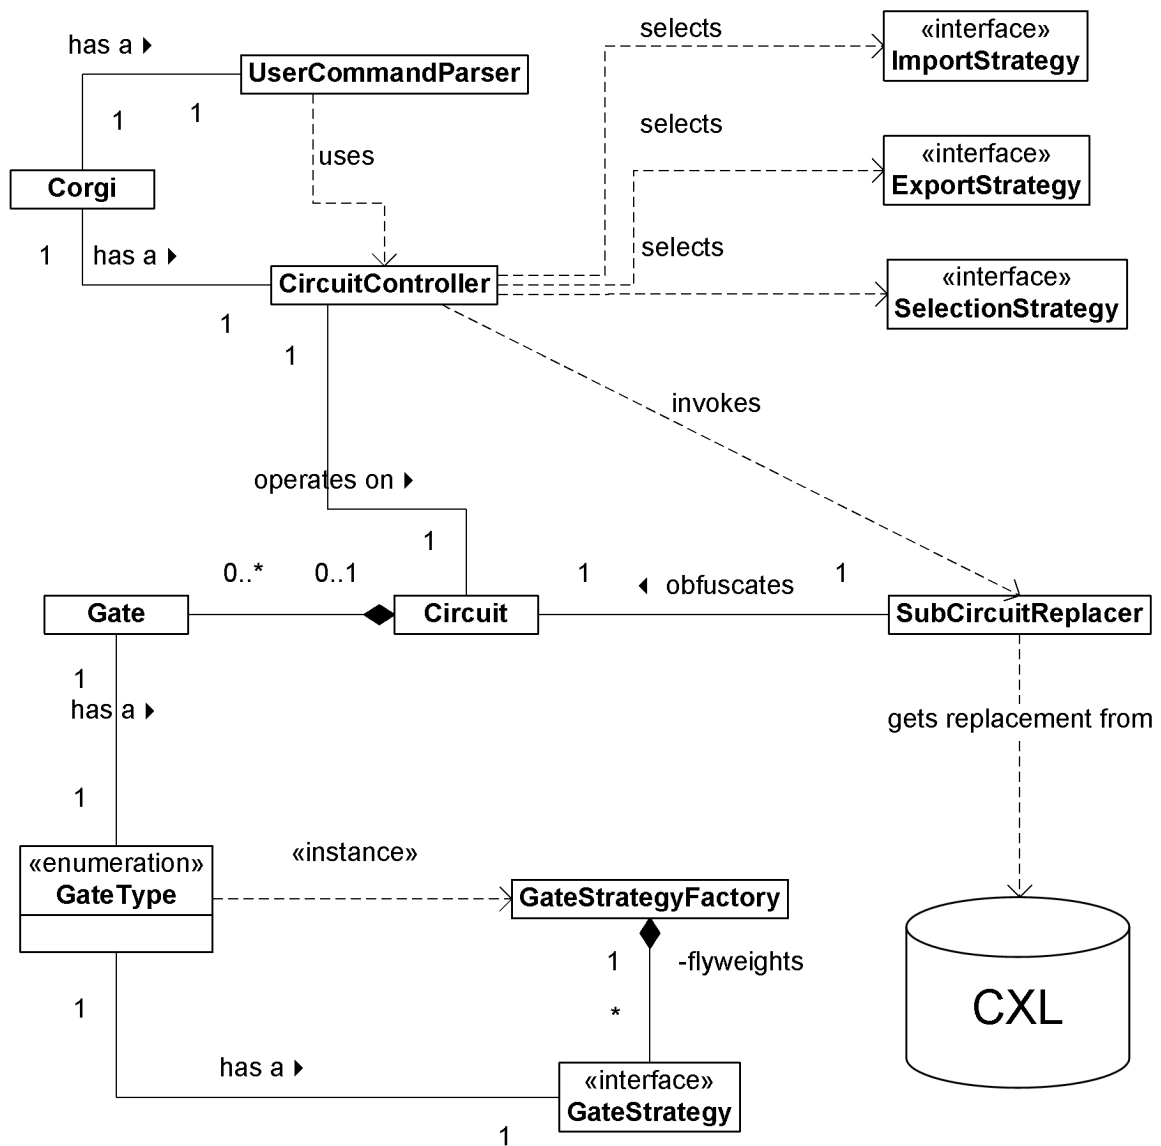 has a
UserCommandParser
1
1
uses
Corgi
1
has a
CircuitController
1
1
selects
«interface»
ImportStrategy
selects
«interface»
ExportStrategy
selects
«interface»
SelectionStrategy
invokes
operates on
1
0..*
0..1
1
obfuscates
1
Gate
Circuit
SubCircuitReplacer
1
has a
gets replacement from
1
«enumeration»
GateType
«instance»
GateStrategyFactory
1
-flyweights
*
CXL
1
has a
«interface»
GateStrategy
1